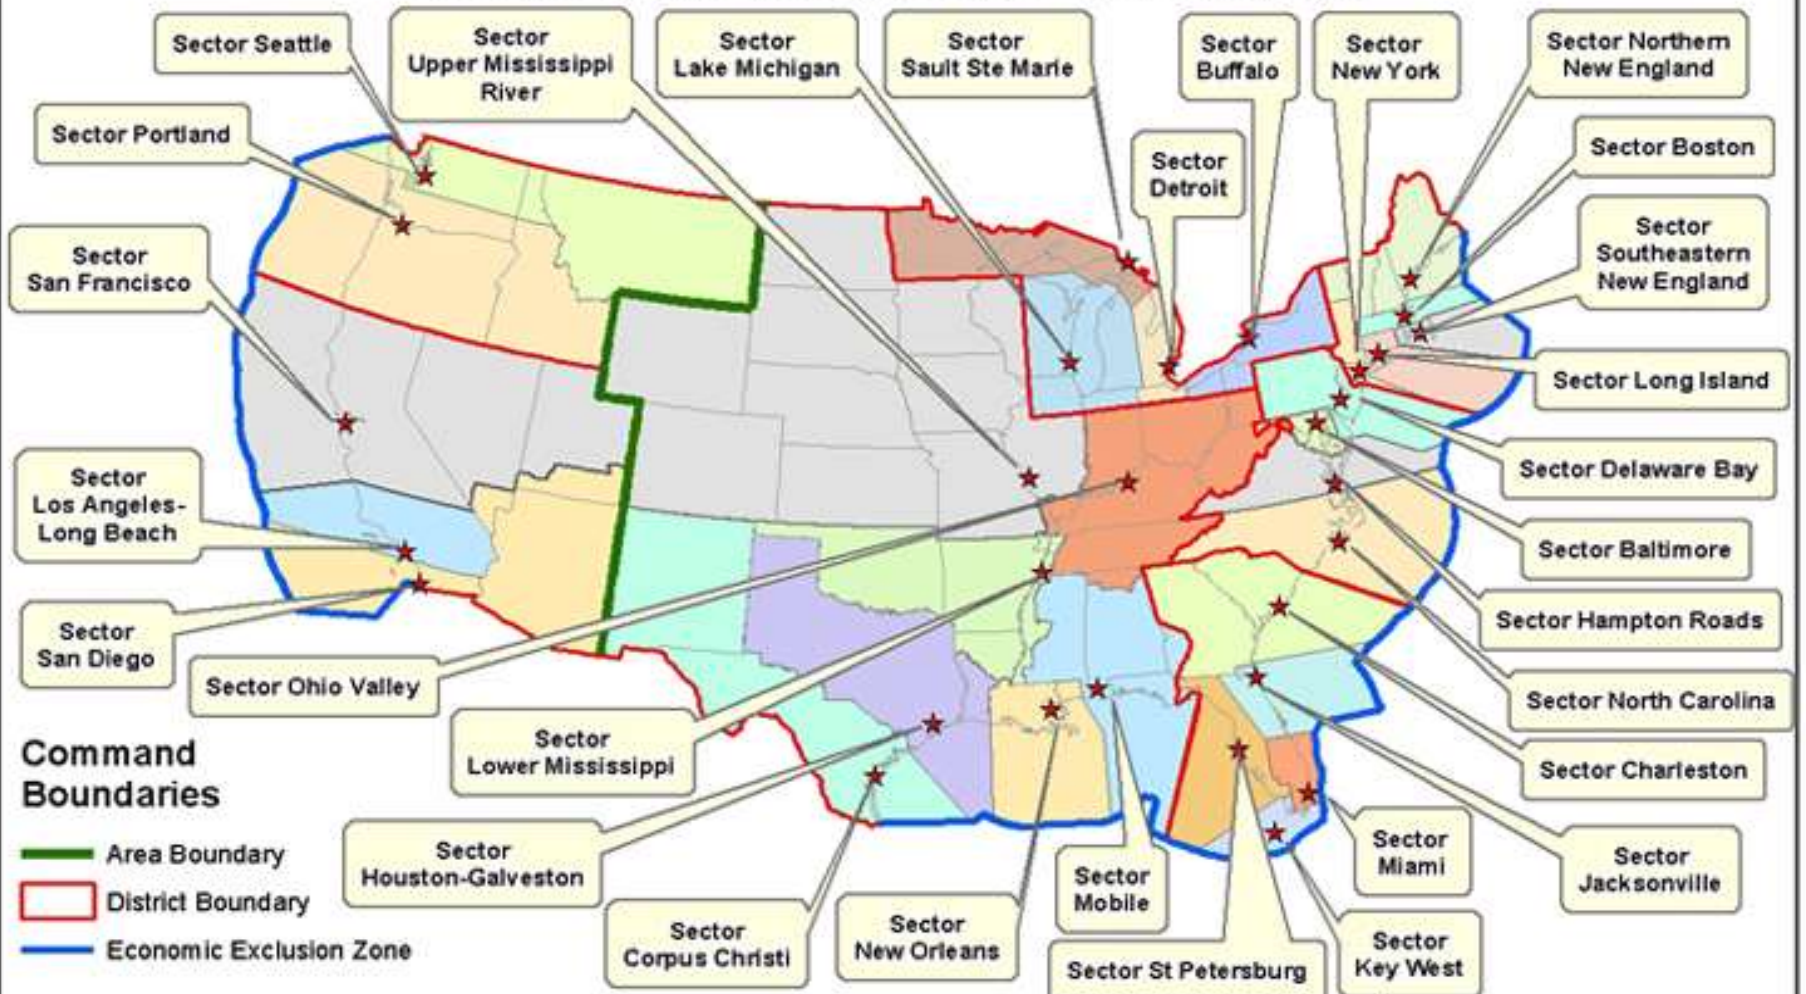 Sector Seattle
Sector
Upper Mississippi
River
Sector
Lake Michigan
Sector
Sault Ste Marie
Sector
Buffalo
Sector
New York
Sector Northern
New England
Sector Portland
Sector
Detroit
Sector Boston
Sector
San Francisco
Sector
Southeastern
New England
Sector Long Island
Sector
Los Angeles-
Long Beach
Sector Delaware Bay
Sector Baltimore
Sector
San Diego
Sector Hampton Roads
Sector Ohio Valley
Sector North Carolina
Sector
Lower Mississippi
Sector Charleston
Command
Boundaries
Area Boundary
District Boundary
Economic Exclusion Zone
Sector
Houston-Galveston
Sector
Miami
Sector
Jacksonville
Sector
Mobile
Sector
Corpus Christi
Sector
New Orleans
Sector St Petersburg
Sector
Key West